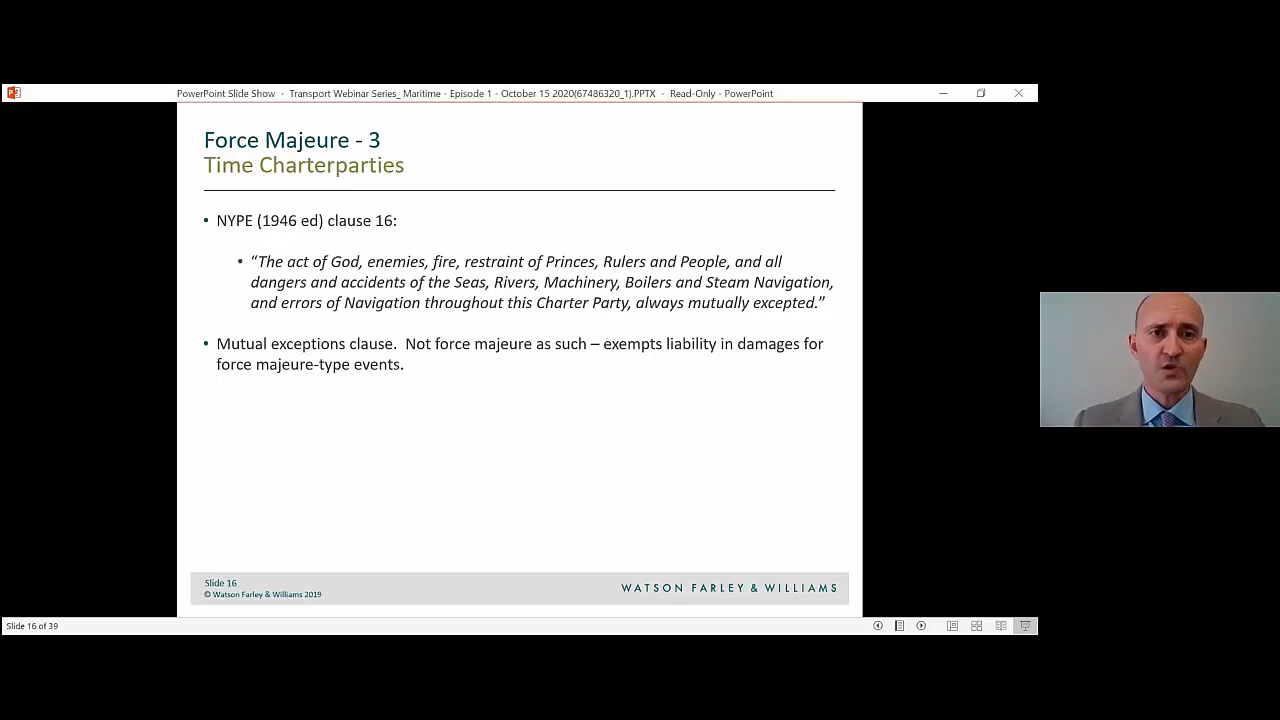 PowerPoint Slide Show - Transport Webinar Series_ Maritime - Episode 1 - October 15 2020(67486320_1).PPTX - Read-Only - PowerPoint
Force Majeure - 3
Time Charterparties
• NYPE (1946 ed) clause 16:
• “The act of God, enemies, fire, restraint of Princes, Rulers and People, and all
dangers and accidents of the Seas, Rivers, Machinery, Boilers and Steam Navigation,
and errors of Navigation throughout this Charter Party, always mutually excepted.”
• Mutual exceptions clause. Not force majeure as such – exempts liability in damages for
force majeure-type events.
Slide 16
© Watson Farley & Williams 2019
WATSON FARLEY & WILLIAMS
Slide 16 of 39